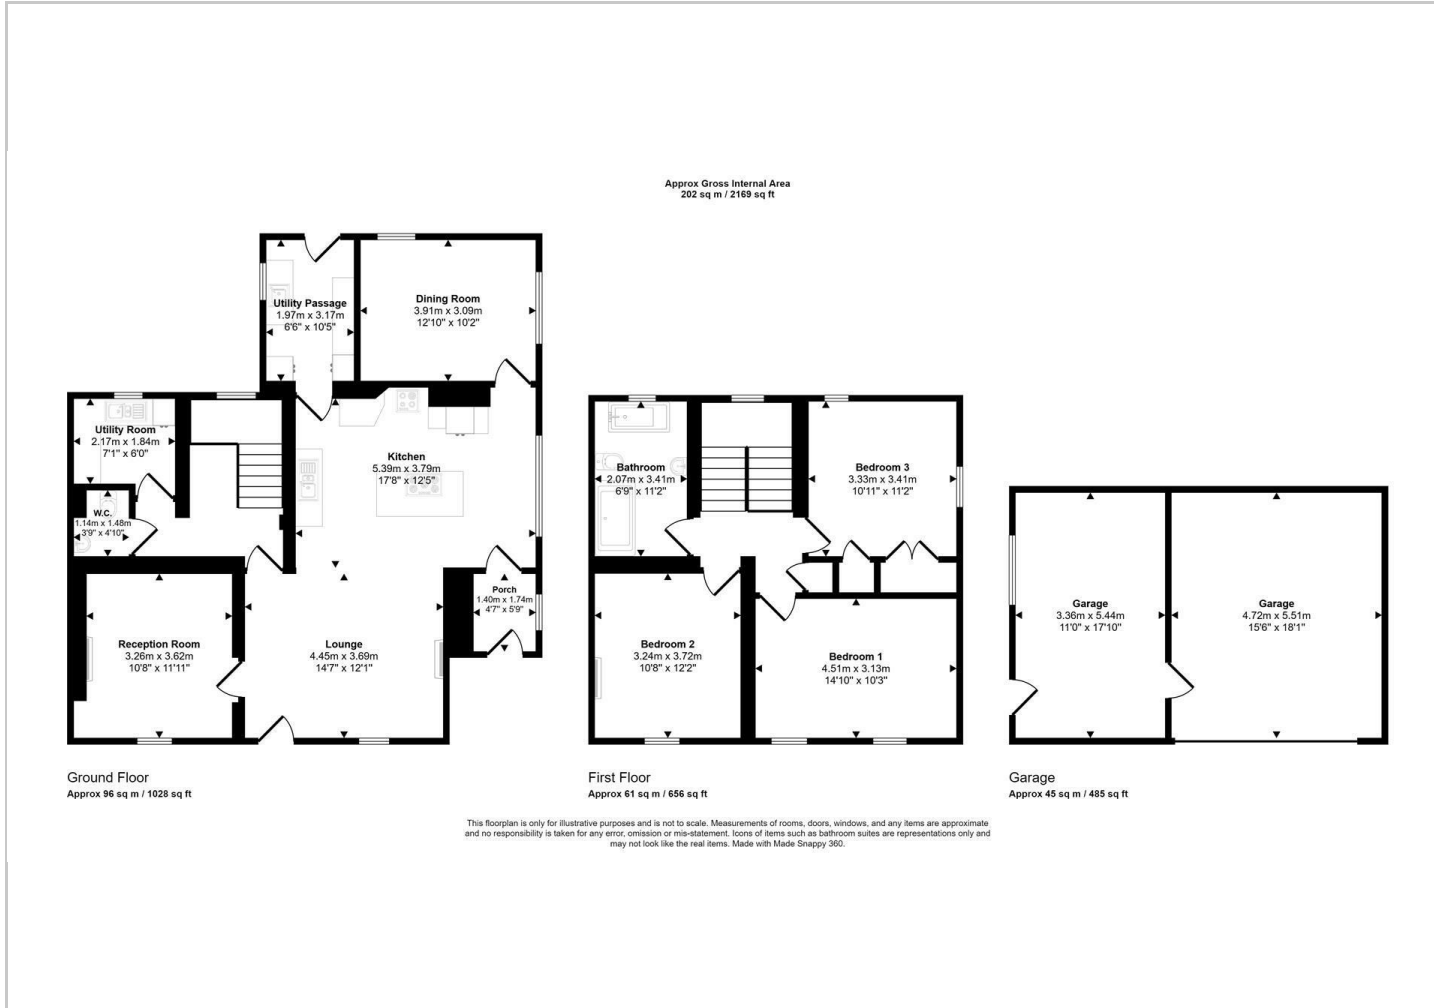 Approx Gross Internal Area
202 sq m / 2169 sq ft
Utility Passage
1.97m x 3.17m
6'6" x 10'5"
Dining Room
3.91m x 3.09m
12'10" x 10'2"
Utility Room
2.17m x 1.84m
7'1" x 6'0"
Kitchen
5.39m x 3.79m
17'8" x 12'5"
W.C.
1.14m x 1.48m
3'9" x 4'10"
Porch
1.40m x 1.74m
4'7" x 5'9"
Reception Room
3.26m x 3.62m
10'8" x 11'11"
Lounge
4.45m x 3.69m
14'7" x 12'1"
Ground Floor
Approx 96 sq m / 1028 sq ft
Bathroom
2.07m x 3.41m
6'9" x 11'2"
Bedroom 3
3.33m x 3.41m
10'11" x 11'2"
Bedroom 2
3.24m x 3.72m
10'8" x 12'2"
Bedroom 1
4.51m x 3.13m
14'10" x 10'3"
First Floor
Approx 61 sq m / 656 sq ft
Garage
3.36m x 5.44m
11'0" x 17'10"
Garage
4.72m x 5.51m
15'6" x 18'1"
Garage
Approx 45 sq m / 485 sq ft
This floorplan is only for illustrative purposes and is not to scale. Measurements of rooms, doors, windows, and any items are approximate
and no responsibility is taken for any error, omission or mis-statement. Icons of items such as bathroom suites are representations only and
may not look like the real items. Made with Made Snappy 360.